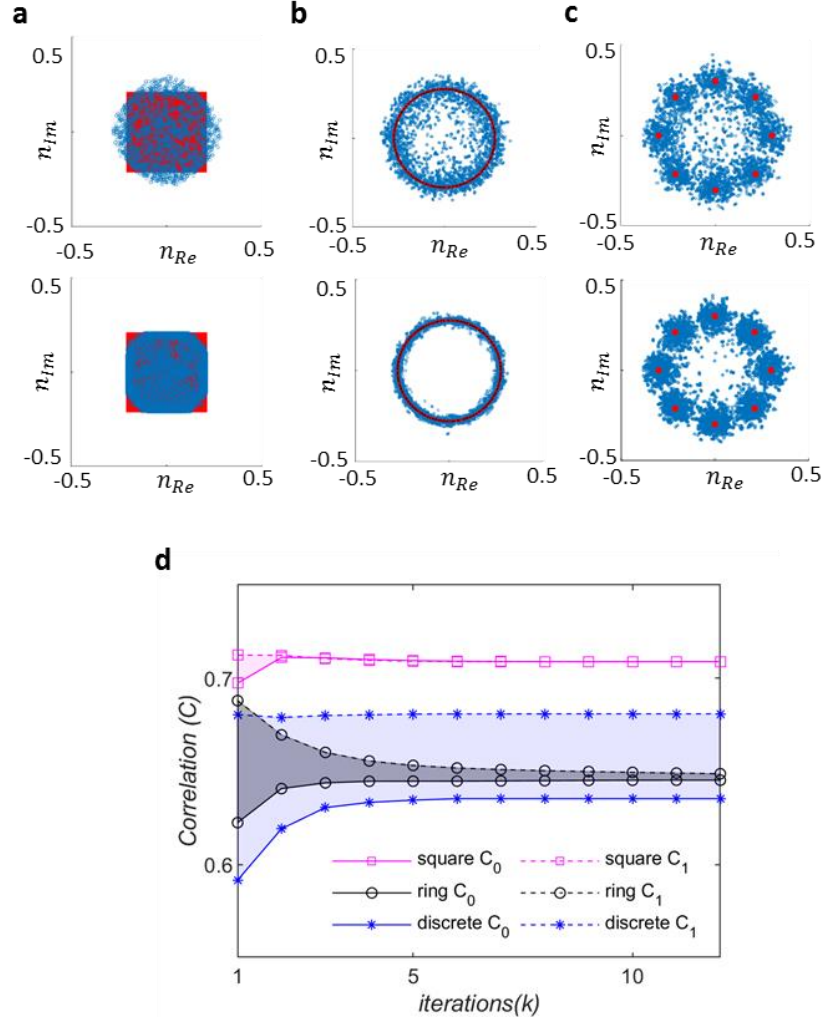 a b c
0.5 0.5 0.5
n_Im n_Im n_Im
-0.5 -0.5 -0.5
-0.5 n_Re 0.5 -0.5 n_Re 0.5 -0.5 n_Re 0.5
0.5 0.5 0.5
n_Im n_Im n_Im
-0.5 -0.5 -0.5
-0.5 n_Re 0.5 -0.5 n_Re 0.5 -0.5 n_Re 0.5
d
Correlation (C)
0.7
0.6
square C_0 square C_1
ring C_0 ring C_1
discrete C_0 discrete C_1
1 5 10
iterations(k)